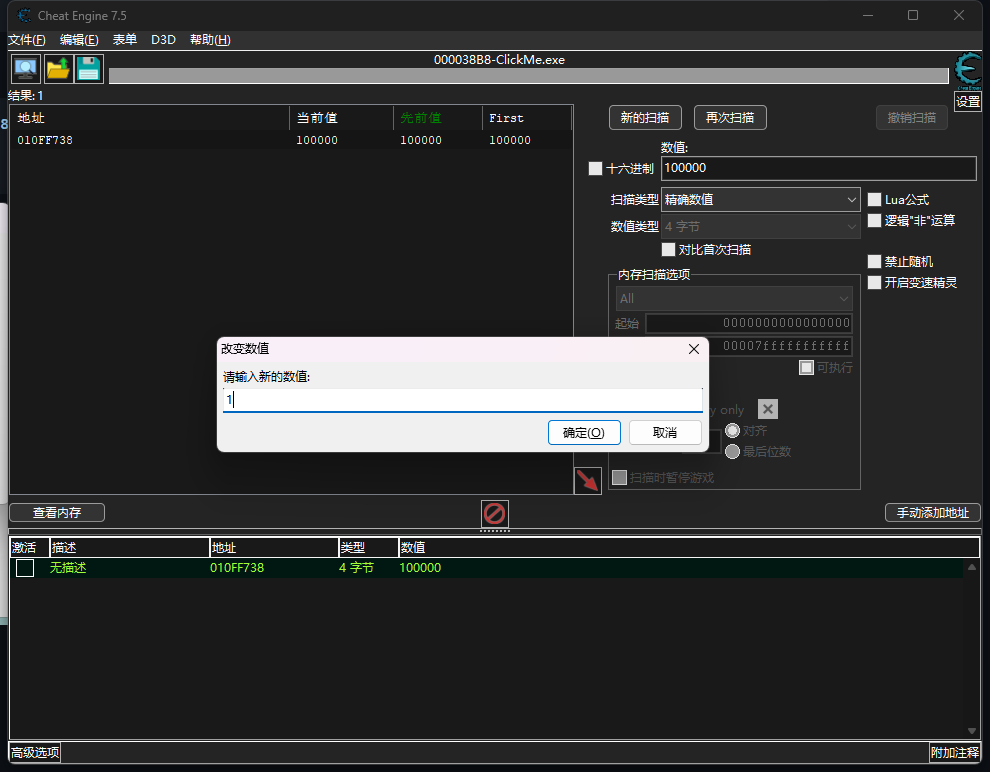 Cheat Engine 7.5
文件(F) 编辑(E) 表单 D3D 帮助(H)
000038B8-ClickMe.exe
结果: 1
设置
地址 当前值 先前值 First
010FF738 100000 100000 100000
新的扫描 再次扫描 撤销扫描
数值:
十六进制 100000
扫描类型 精确数值 Lua公式
数值类型 4 字节 逻辑"非"运算
对比首次扫描
禁止随机
内存扫描选项
开启变速精灵
All
起始 0000000000000000
00007fffffffffff
可执行
改变数值
请输入新的数值:
1
确定(O) 取消
only
对齐
最后位数
扫描时暂停游戏
查看内存 手动添加地址
激活 描述 地址 类型 数值
无描述 010FF738 4 字节 100000
高级选项 附加注释